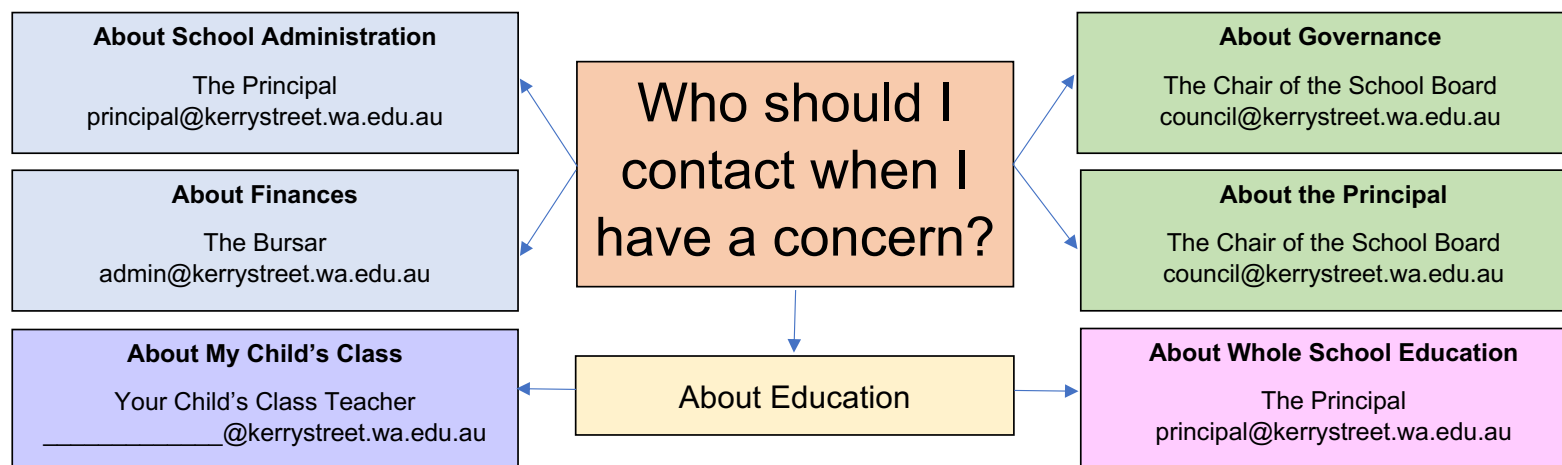 About School Administration
The Principal
principal@kerrystreet.wa.edu.au
About Finances
The Bursar
admin@kerrystreet.wa.edu.au
About My Child’s Class
Your Child’s Class Teacher
_____________@kerrystreet.wa.edu.au
Who should I
contact when I
have a concern?
About Education
About Governance
The Chair of the School Board
council@kerrystreet.wa.edu.au
About the Principal
The Chair of the School Board
council@kerrystreet.wa.edu.au
About Whole School Education
The Principal
principal@kerrystreet.wa.edu.au